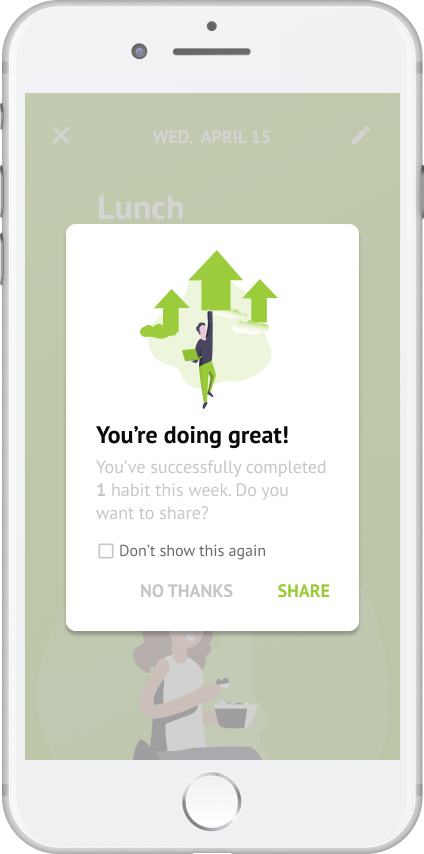 WED, APRIL 15
Lunch
You’re doing great!
You’ve successfully completed
1 habit this week. Do you
want to share?
Don’t show this again
NO THANKS SHARE